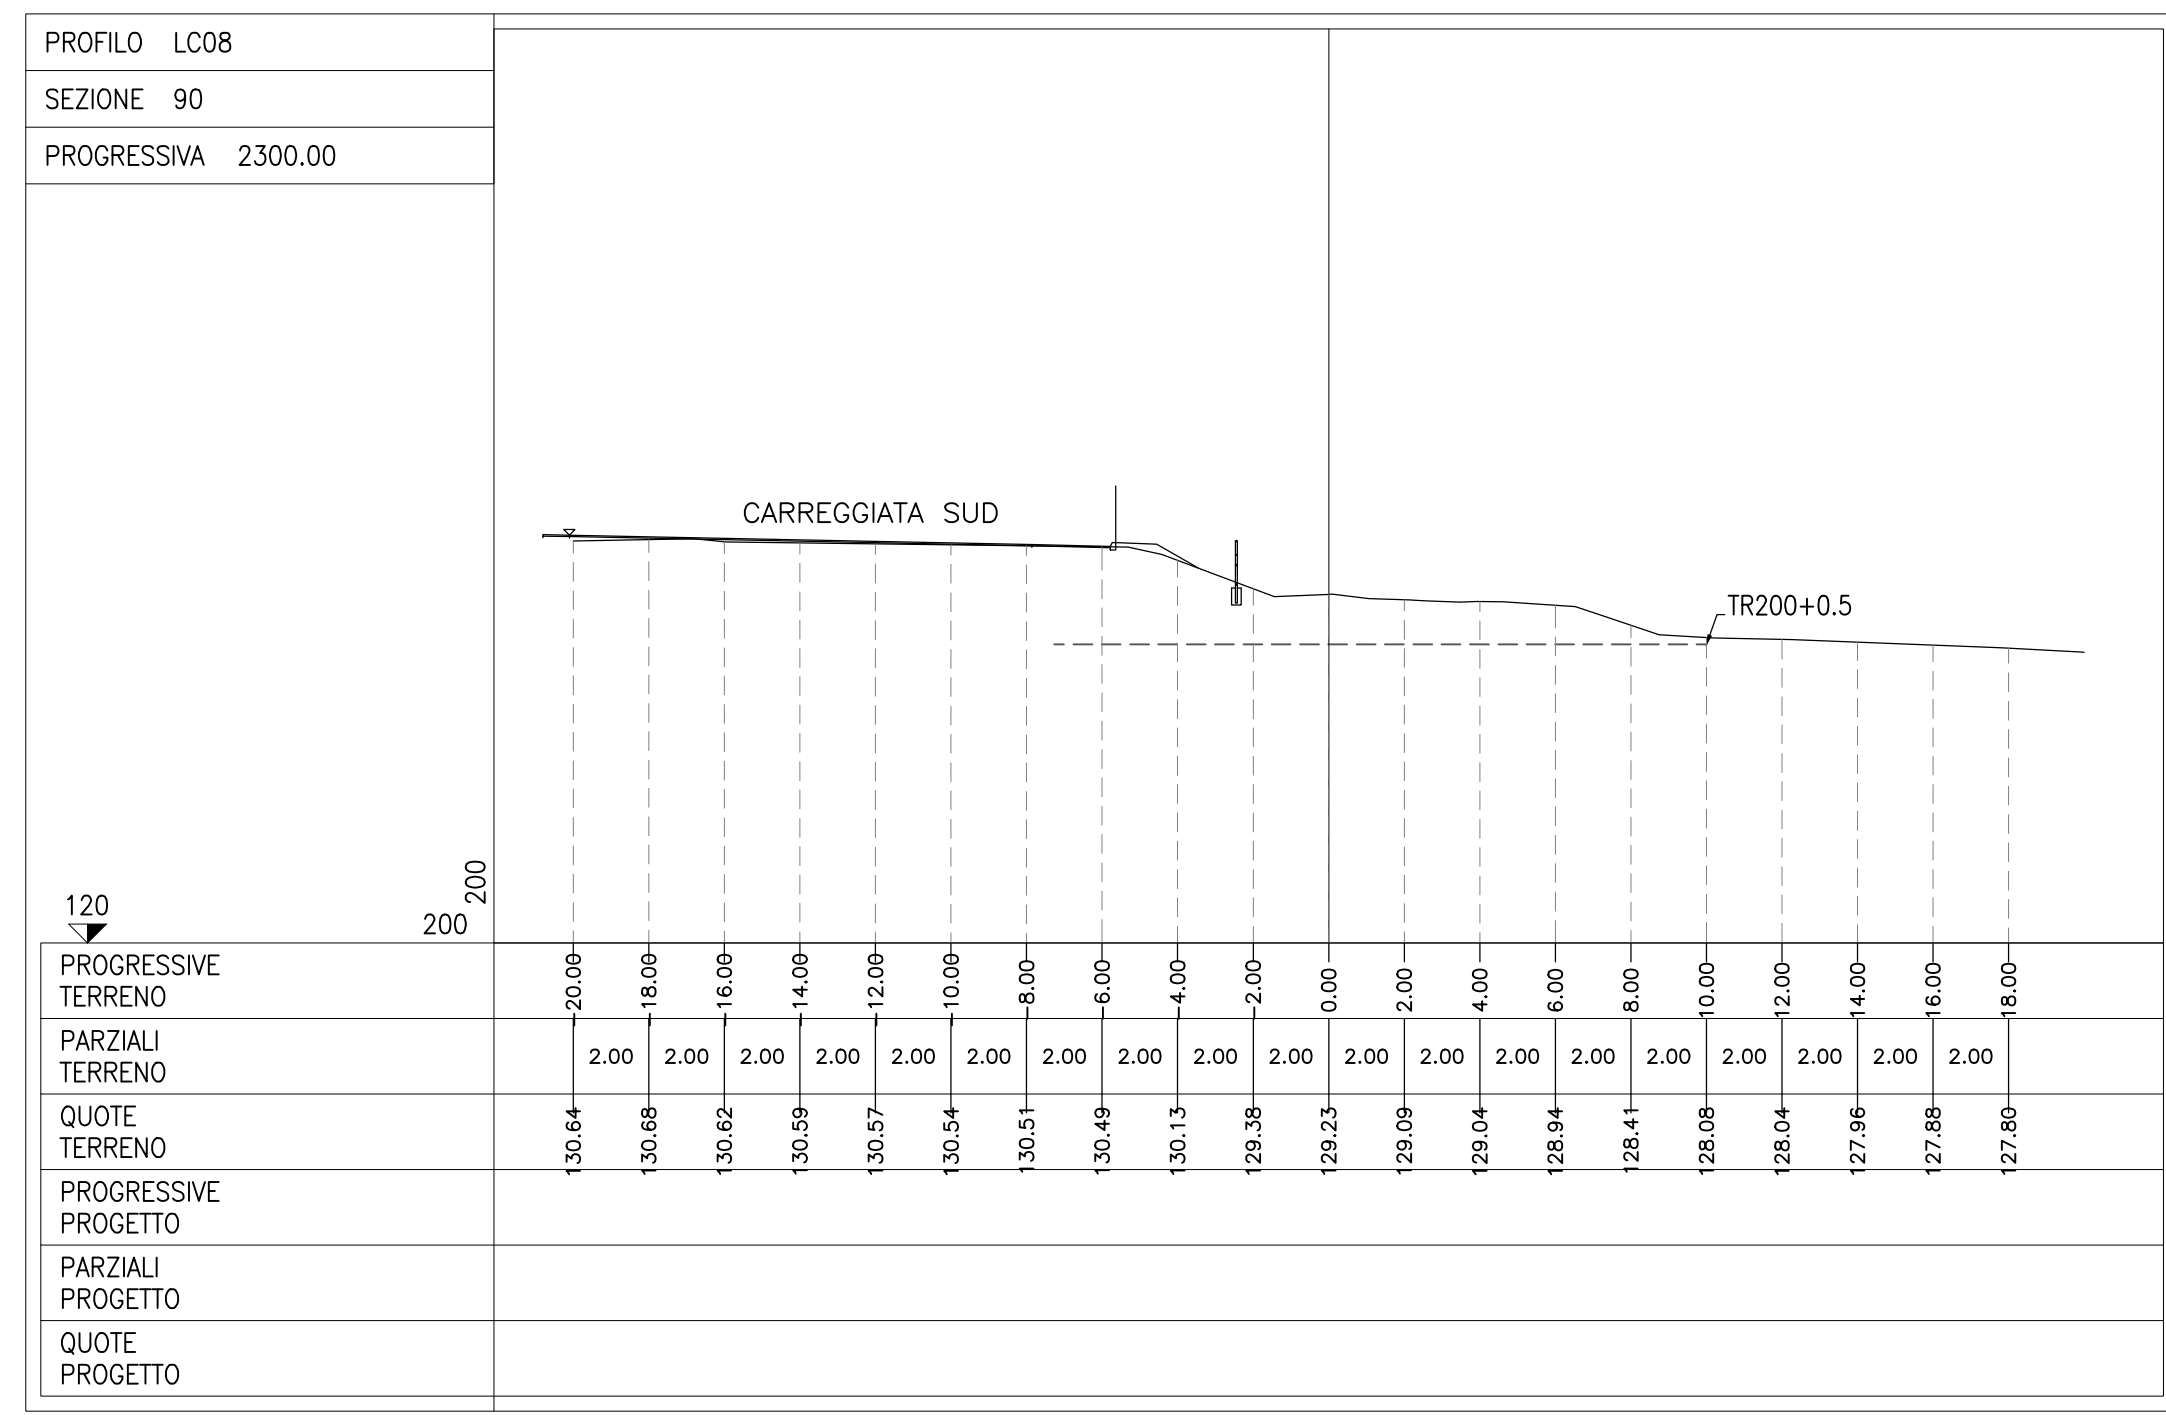 PROFILO LC08
SEZIONE 90
PROGRESSIVA 2300.00
CARREGGIATA SUD
TR200+0.5
200
120
200
PROGRESSIVE
TERRENO
-20.00 -18.00 -16.00 -14.00 -12.00 -10.00 -8.00 -6.00 -4.00 -2.00 0.00 2.00 4.00 6.00 8.00 10.00 12.00 14.00 16.00 18.00
PARZIALI
TERRENO
2.00 2.00 2.00 2.00 2.00 2.00 2.00 2.00 2.00 2.00 2.00 2.00 2.00 2.00 2.00 2.00 2.00 2.00 2.00
QUOTE
TERRENO
130.64 130.68 130.62 130.59 130.57 130.54 130.51 130.49 130.13 129.38 129.23 129.09 129.04 128.94 128.41 128.08 128.04 127.96 127.88 127.80
PROGRESSIVE
PROGETTO
PARZIALI
PROGETTO
QUOTE
PROGETTO